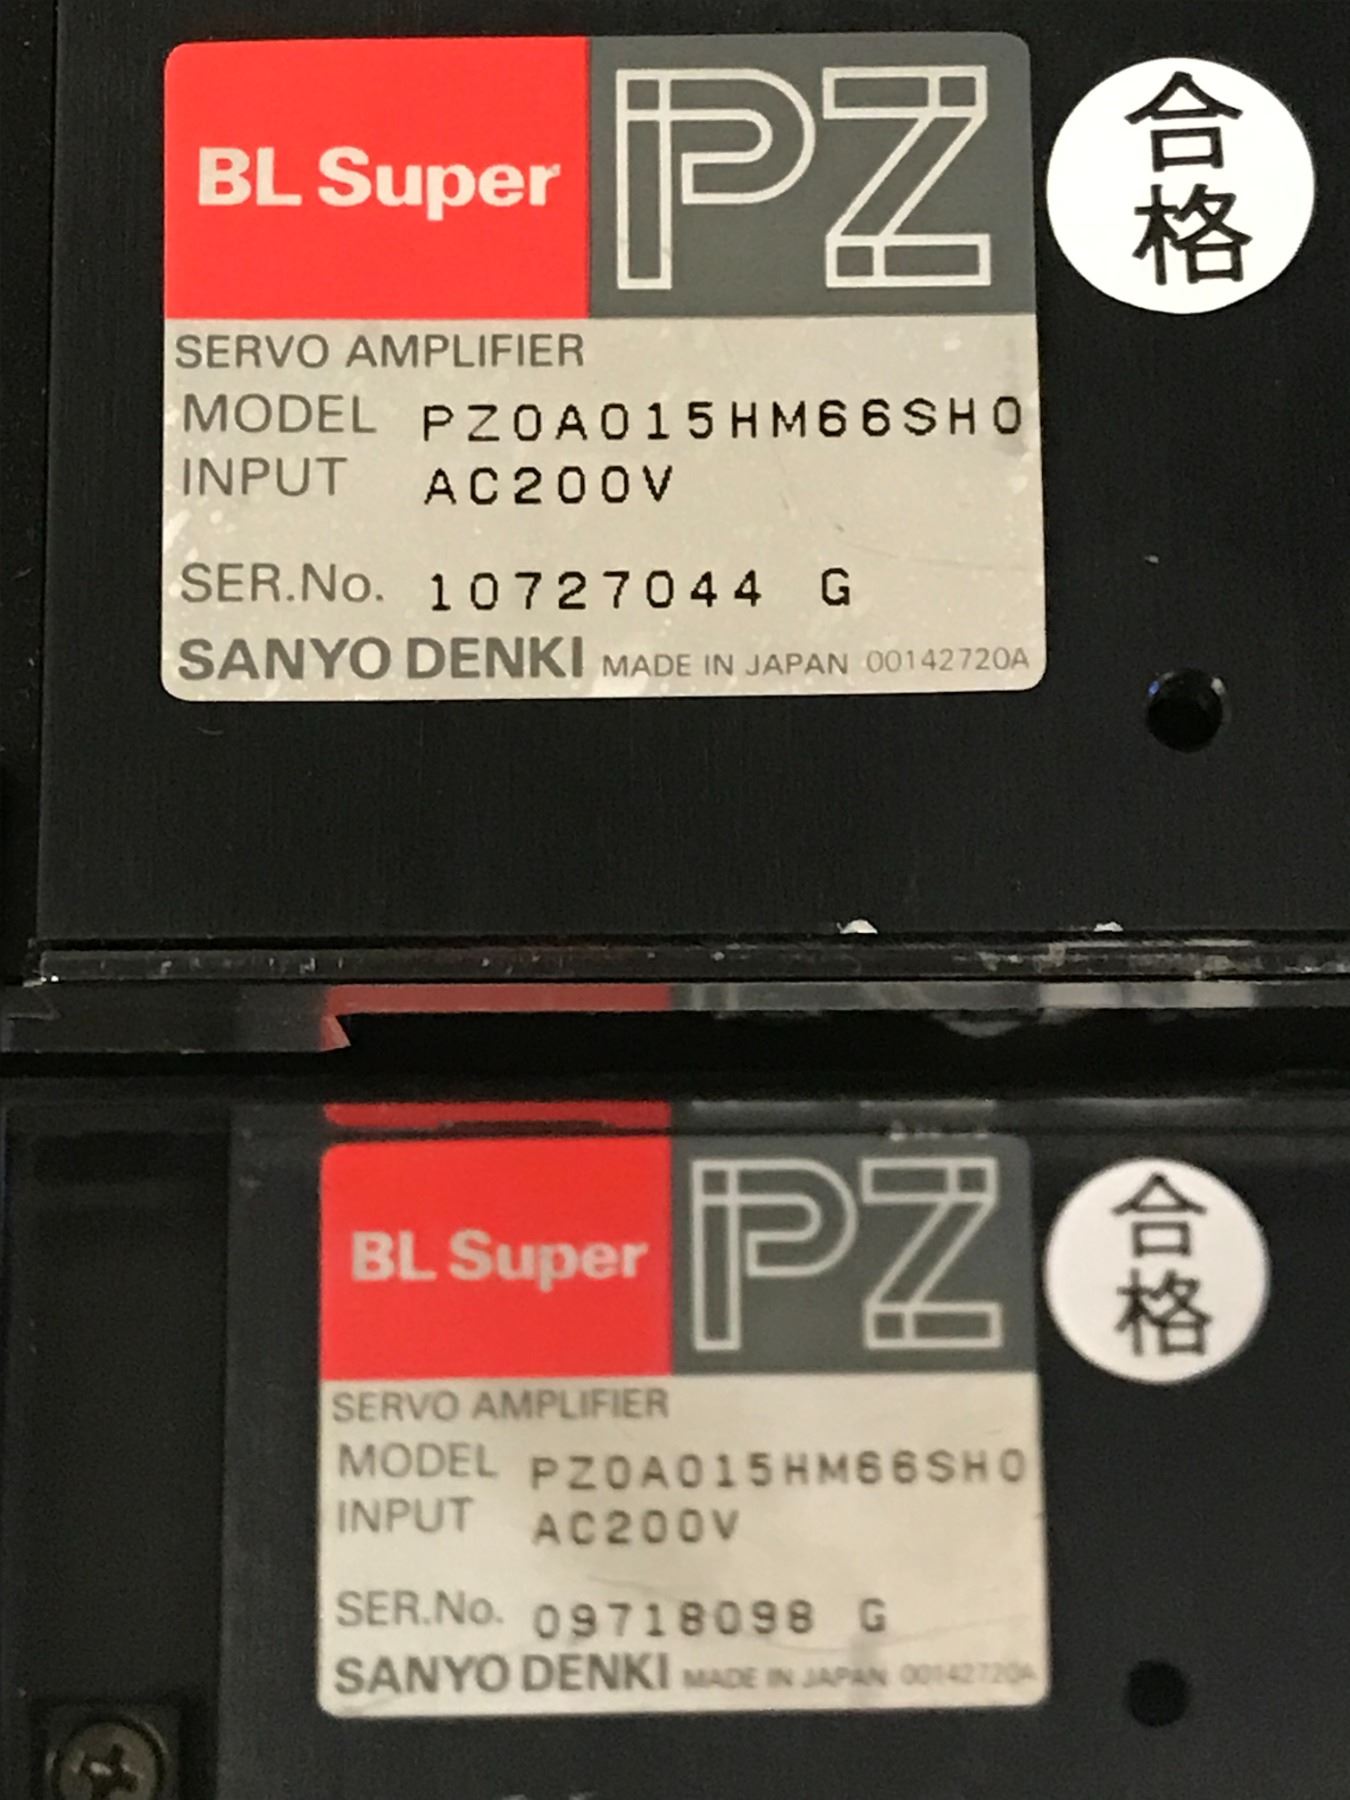 BL Super PZ
合格
SERVO AMPLIFIER
MODEL PZ0A015HM66SH0
INPUT AC200V
SER.No. 10727044 G
SANYO DENKI MADE IN JAPAN 00142720A
BL Super PZ
合格
SERVO AMPLIFIER
MODEL PZ0A015HM66SH0
INPUT AC200V
SER.No. 09718098 G
SANYO DENKI MADE IN JAPAN 00142720A